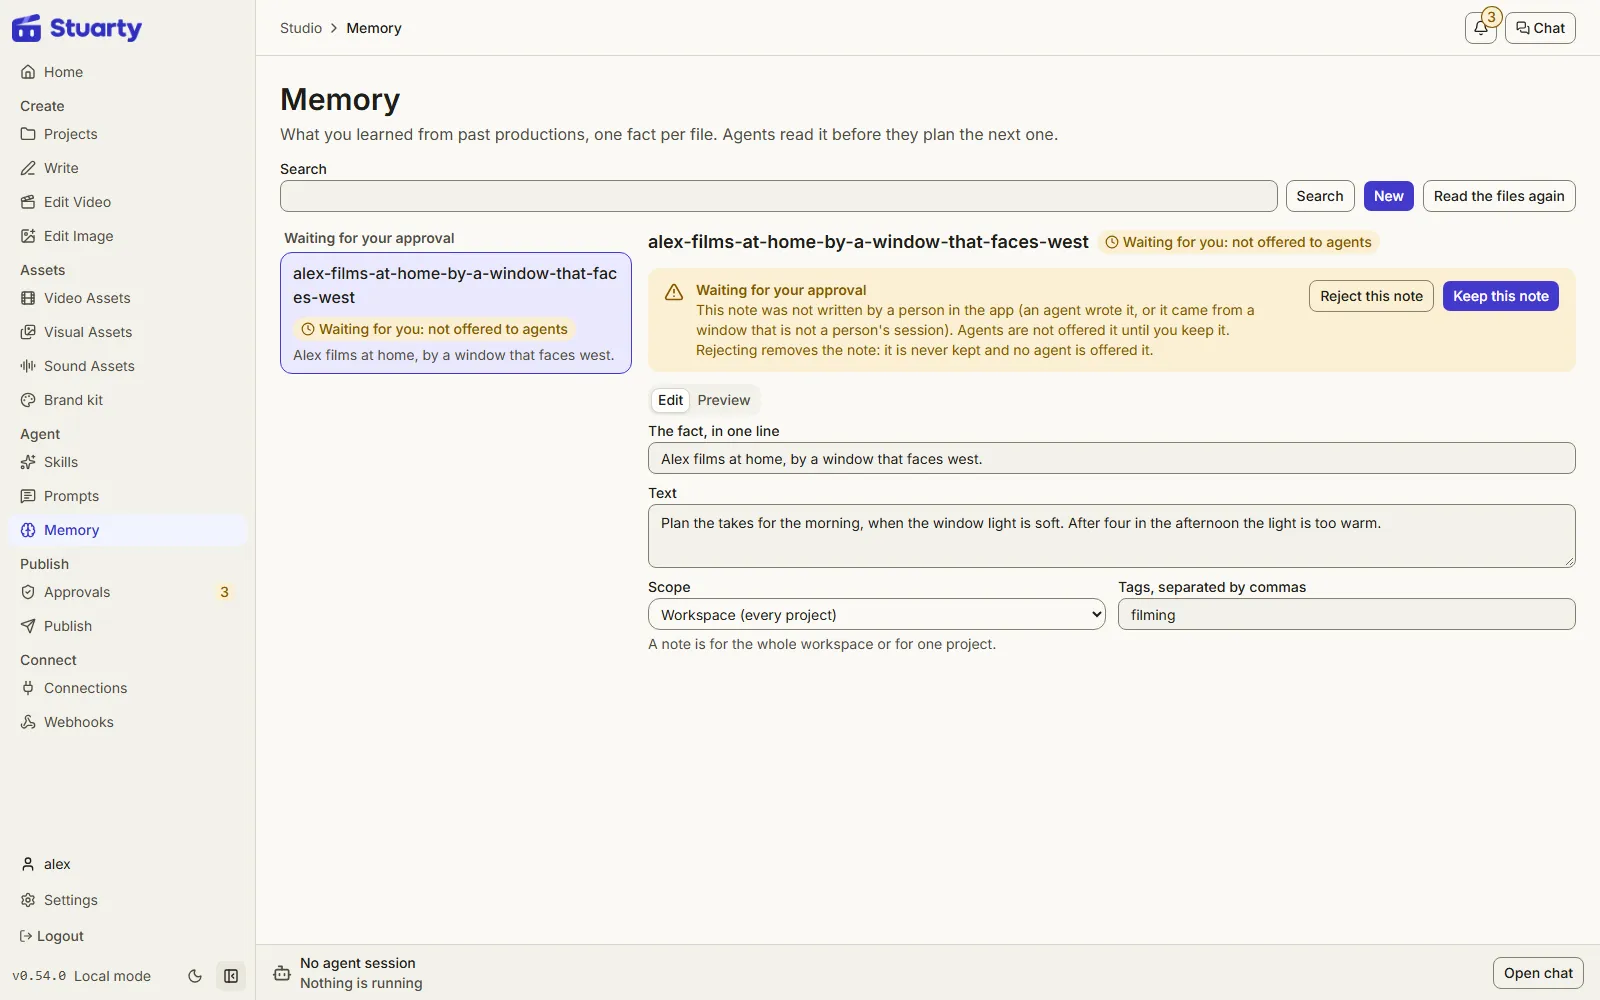 Stuarty
Home
Create
Projects
Write
Edit Video
Edit Image
Assets
Video Assets
Visual Assets
Sound Assets
Brand kit
Agent
Skills
Prompts
Memory
Publish
Approvals 3
Publish
Connect
Connections
Webhooks
alex
Settings
Logout
v0.54.0 Local mode
Studio > Memory
3
Chat
Memory
What you learned from past productions, one fact per file. Agents read it before they plan the next one.
Search
Search New Read the files again
Waiting for your approval
alex-films-at-home-by-a-window-that-fac
es-west
Waiting for you: not offered to agents
Alex films at home, by a window that faces west.
alex-films-at-home-by-a-window-that-faces-west Waiting for you: not offered to agents
Waiting for your approval
This note was not written by a person in the app (an agent wrote it, or it came from a
window that is not a person's session). Agents are not offered it until you keep it.
Rejecting removes the note: it is never kept and no agent is offered it.
Reject this note Keep this note
Edit Preview
The fact, in one line
Alex films at home, by a window that faces west.
Text
Plan the takes for the morning, when the window light is soft. After four in the afternoon the light is too warm.
Scope
Workspace (every project)
A note is for the whole workspace or for one project.
Tags, separated by commas
filming
No agent session
Nothing is running
Open chat